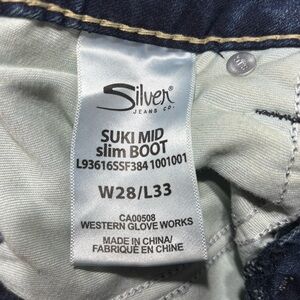 Silver®
JEANS CO.
SUKI MID
slim BOOT
L93616SSF384 1001001
W28/L33
CA00508
WESTERN GLOVE WORKS
MADE IN CHINA/
FABRIQUÉ EN CHINE